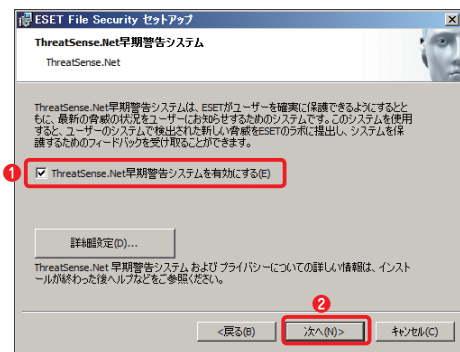 ESET File Security セットアップ
ThreatSense.Net早期警告システム
ThreatSense.Net
ThreatSense.Net早期警告システムは、ESETがユーザーを確実に保護できるようにするとと
もに、最新の脅威の状況をユーザーにお知らせするためのシステムです。このシステムを使用
すると、ユーザーのシステムで検出された新しい脅威をESETのラボに提出し、システムを保
護するためのフィードバックを受け取ることができます。
1 ThreatSense.Net早期警告システムを有効にする(E)
詳細設定(D)...
ThreatSense.Net 早期警告システム および プライバシーについての詳しい情報は、インスト
ールが終わった後ヘルプなどをご参照ください。
2
<戻る(B) 次へ(N)> キャンセル(C)